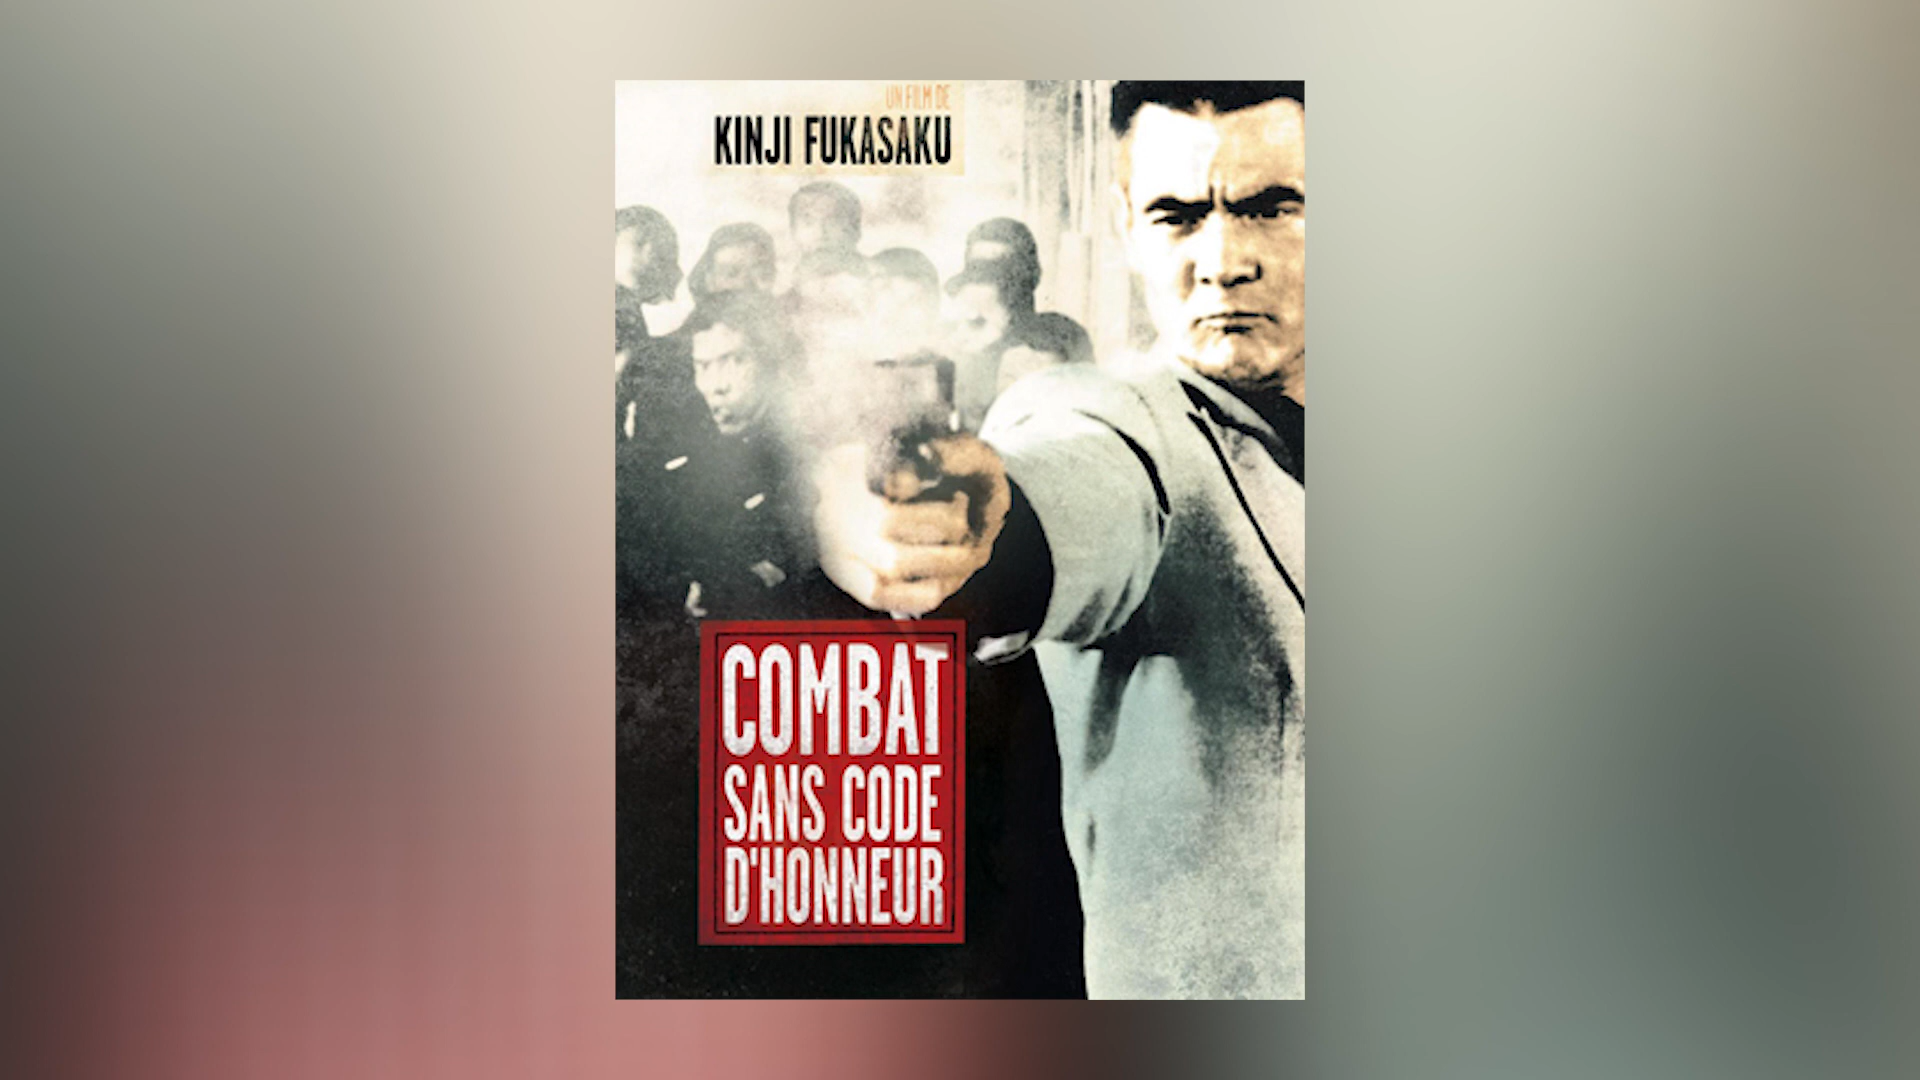 UN FILM DE
KINJI FUKASAKU
COMBAT
SANS CODE
D'HONNEUR